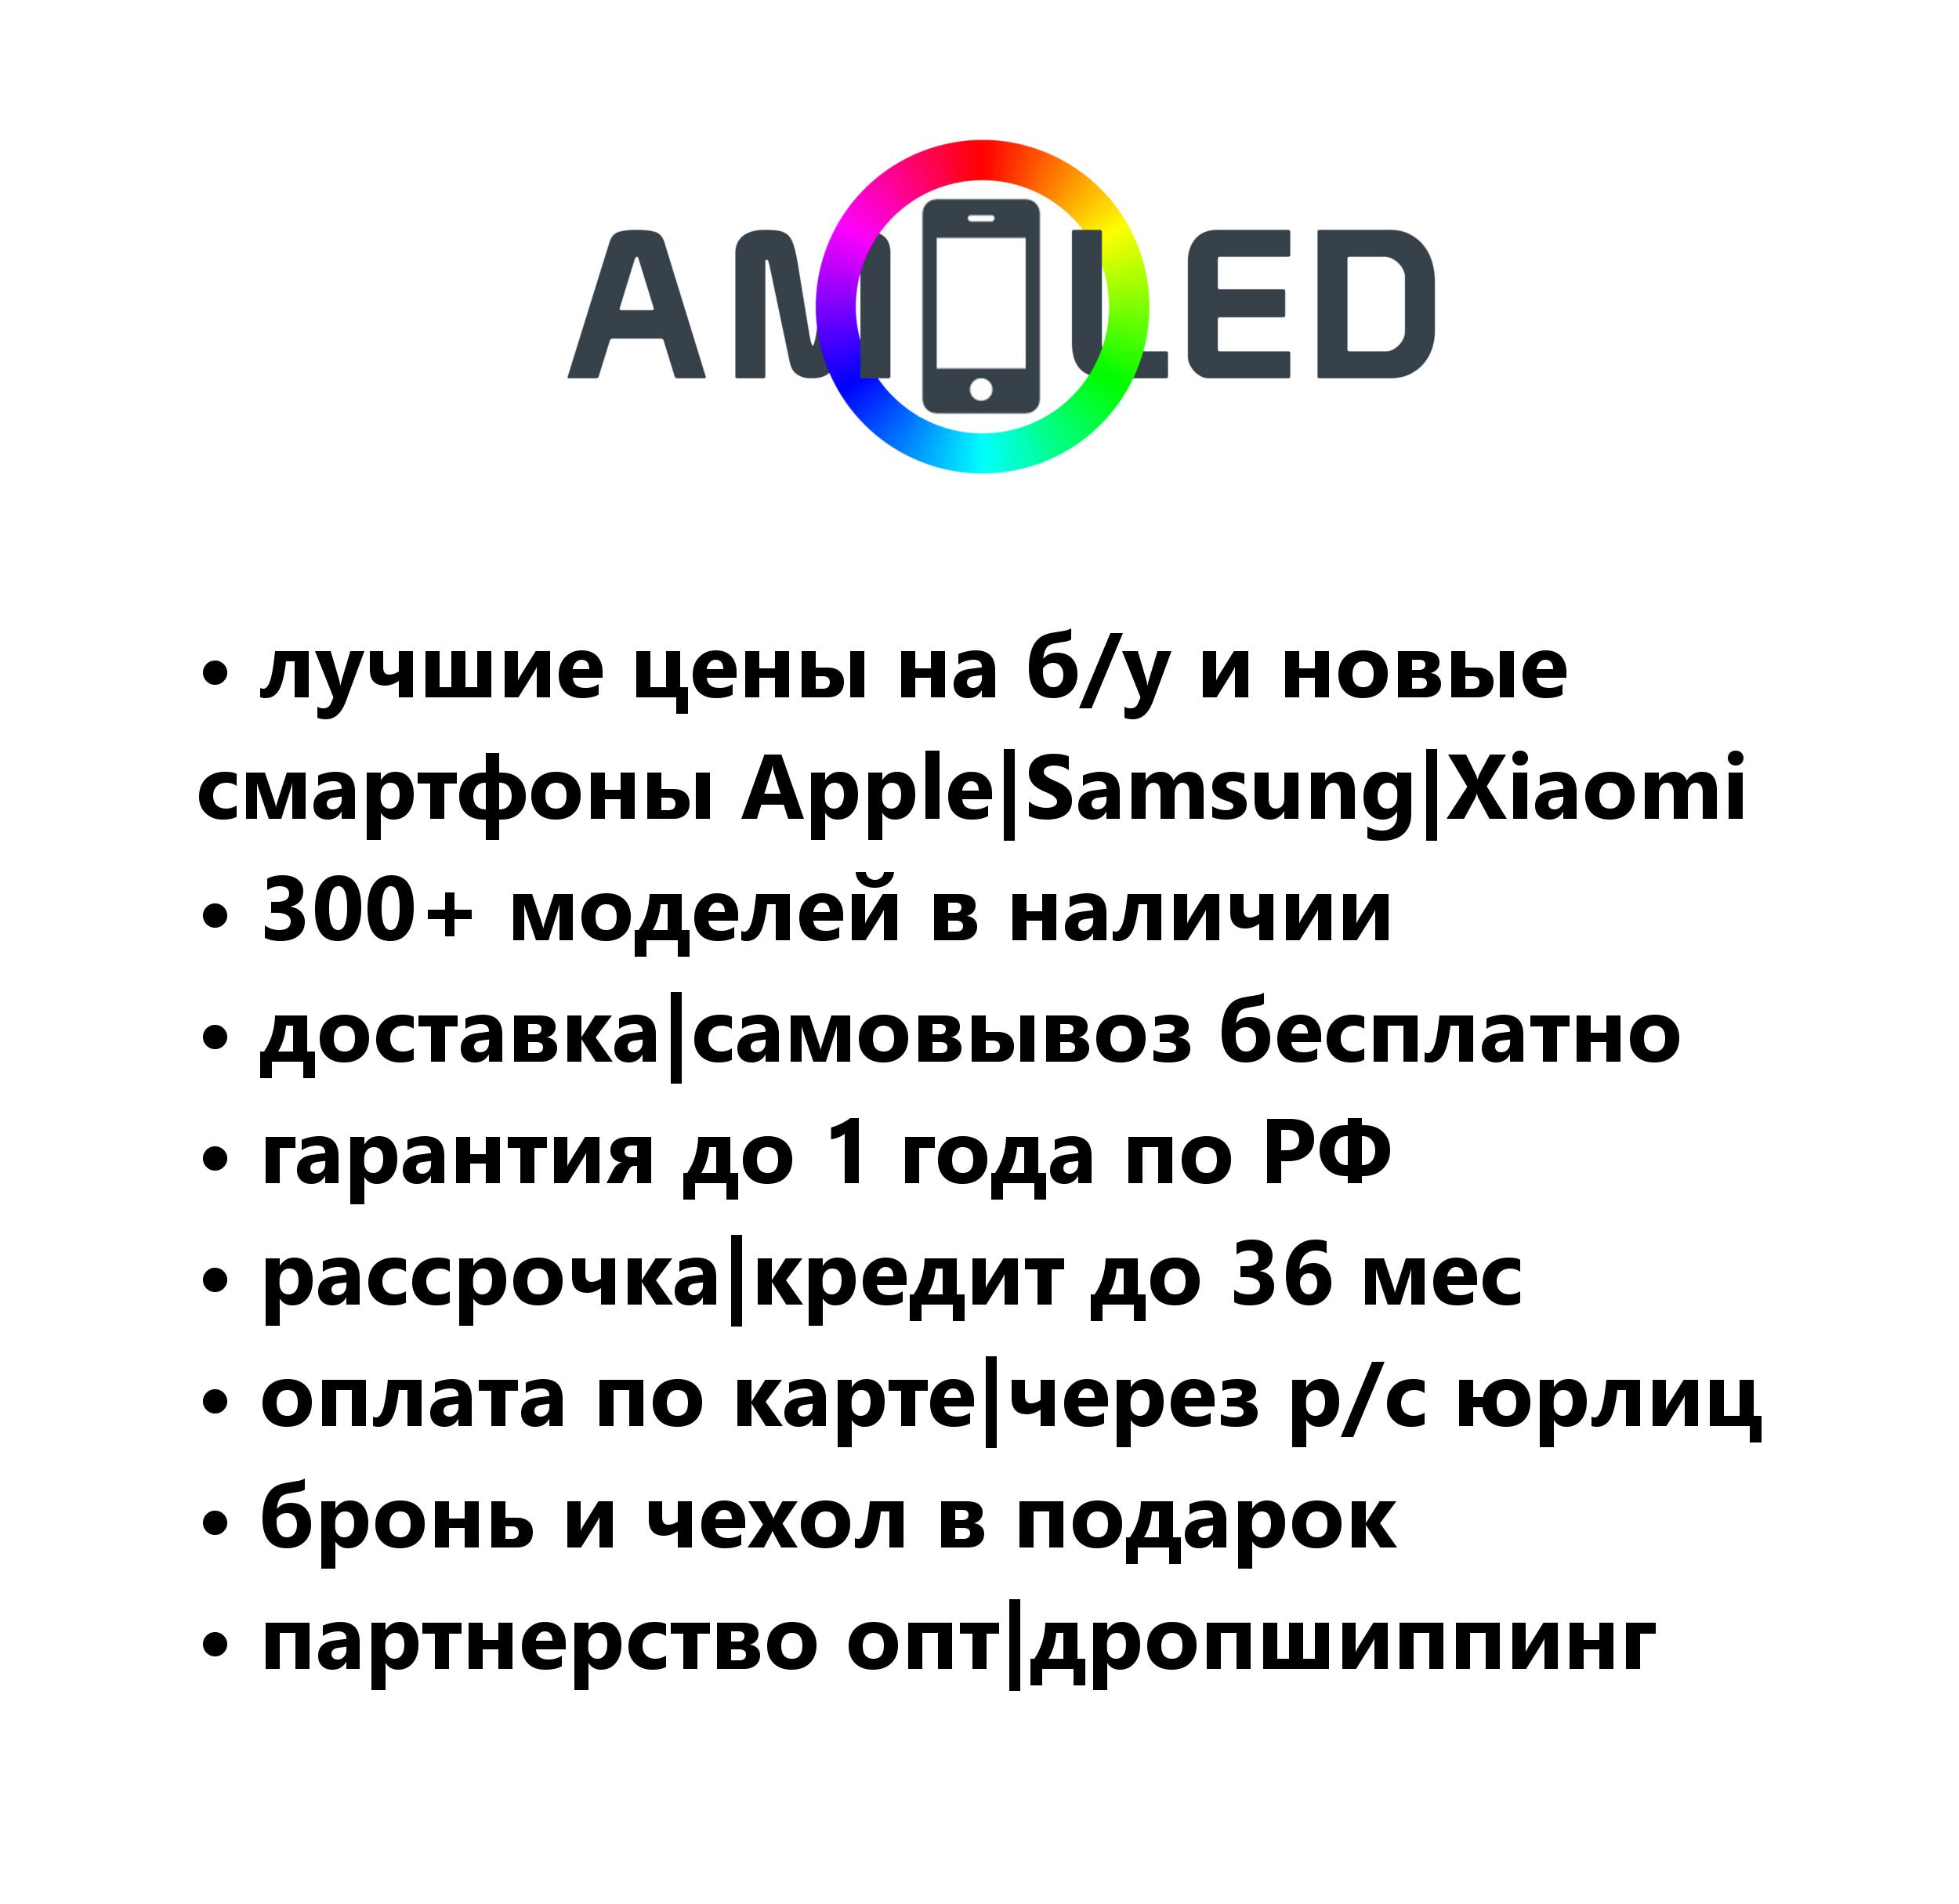 AMOLED
• лучшие цены на б/у и новые
смартфоны Apple|Samsung|Xiaomi
• 300+ моделей в наличии
• доставка|самовывоз бесплатно
• гарантия до 1 года по РФ
• рассрочка|кредит до 36 мес
• оплата по карте|через р/с юрлиц
• бронь и чехол в подарок
• партнерство опт|дропшиппинг